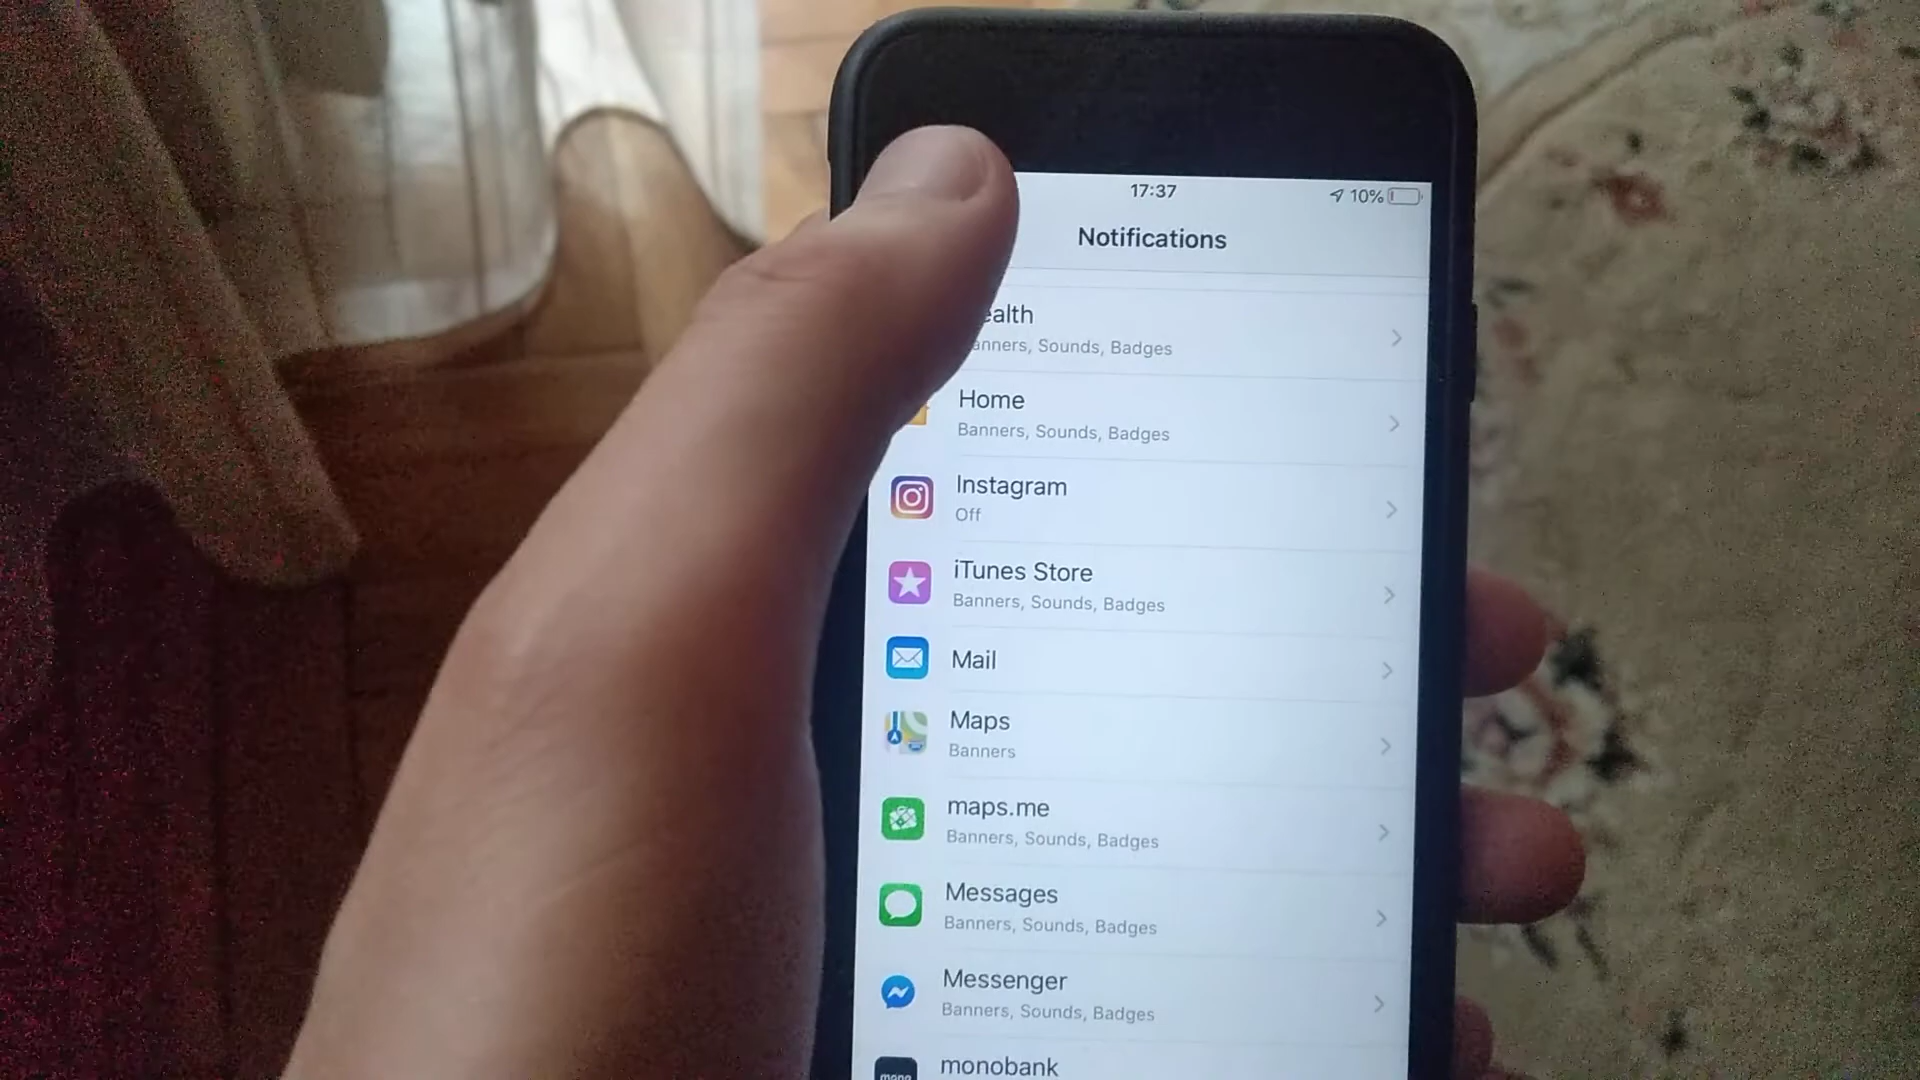 17:37
10%
Notifications
ealth
anners, Sounds, Badges
Home
Banners, Sounds, Badges
Instagram
Off
iTunes Store
Banners, Sounds, Badges
Mail
Maps
Banners
maps.me
Banners, Sounds, Badges
Messages
Banners, Sounds, Badges
Messenger
Banners, Sounds, Badges
monobank
mono